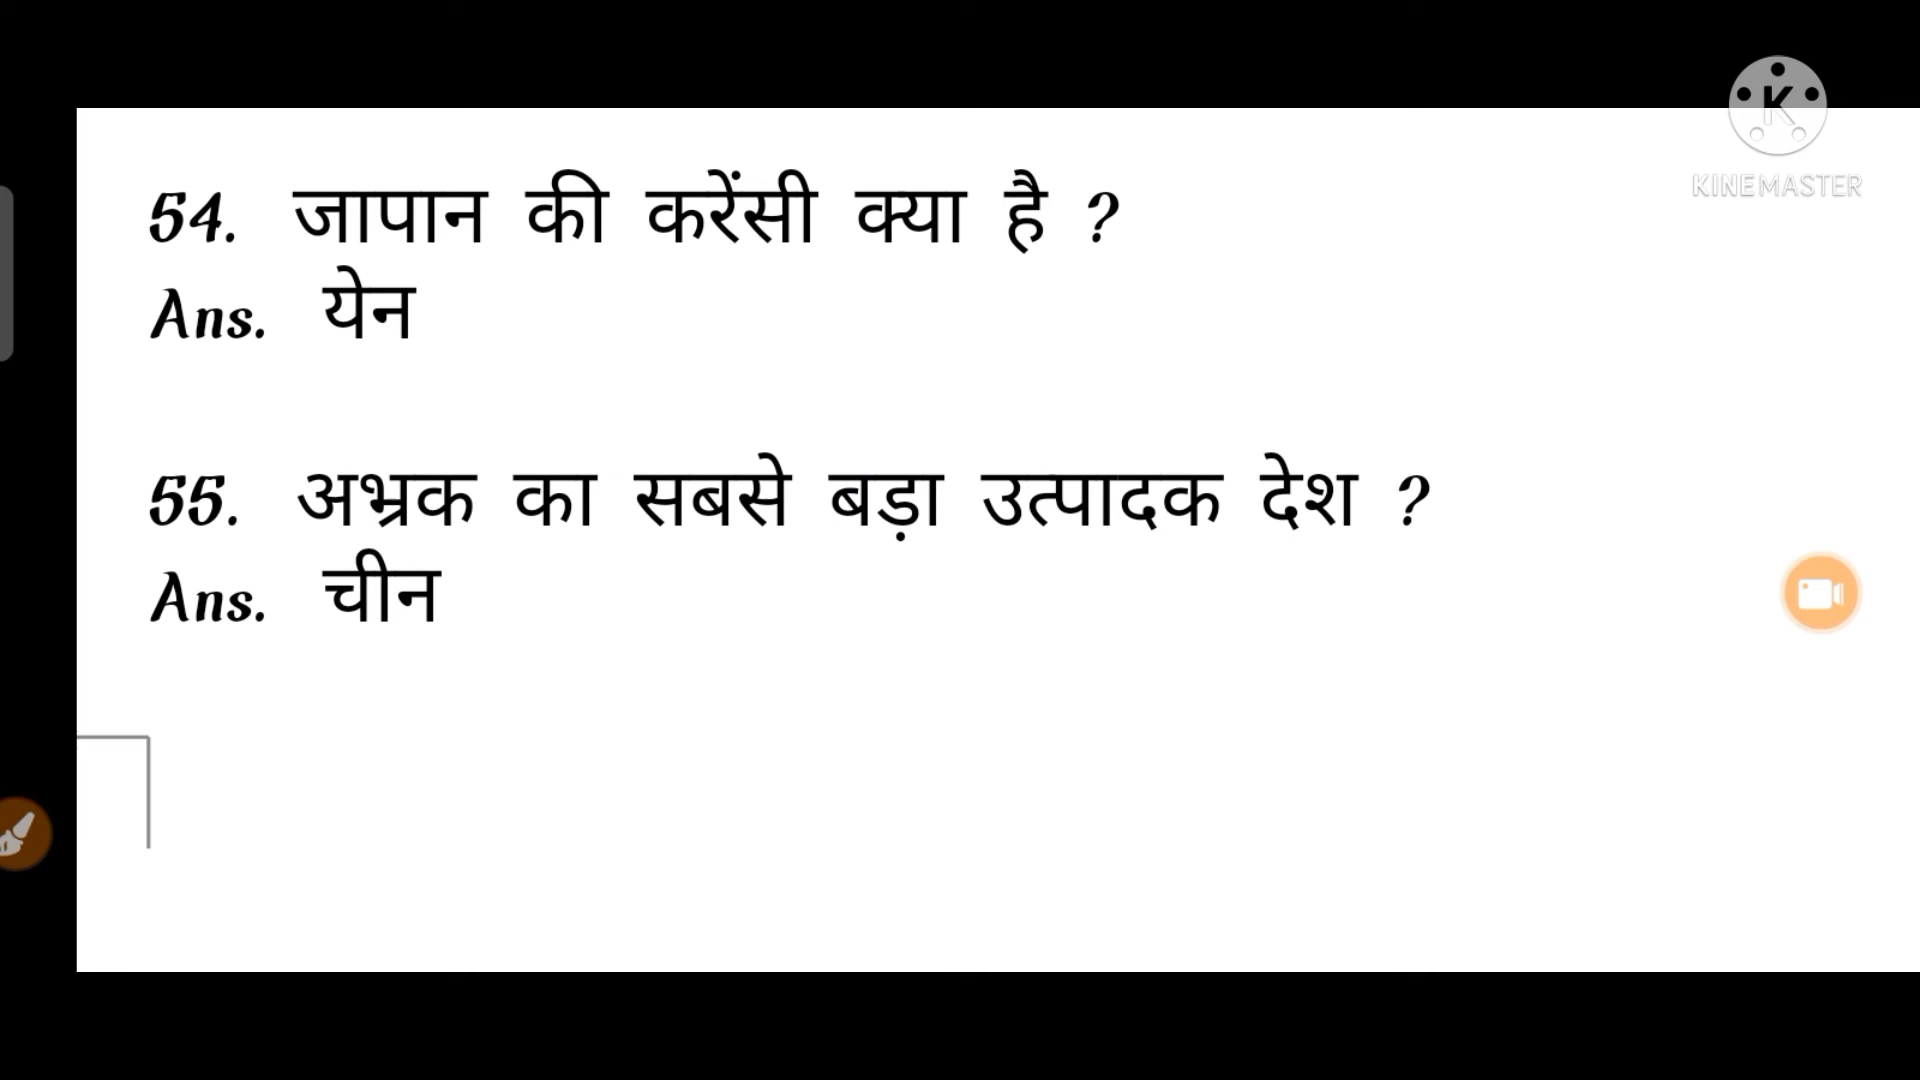 KINEMASTER
54. जापान की करेंसी क्या है ?
Ans. येन
55. अभ्रक का सबसे बड़ा उत्पादक देश ?
Ans. चीन